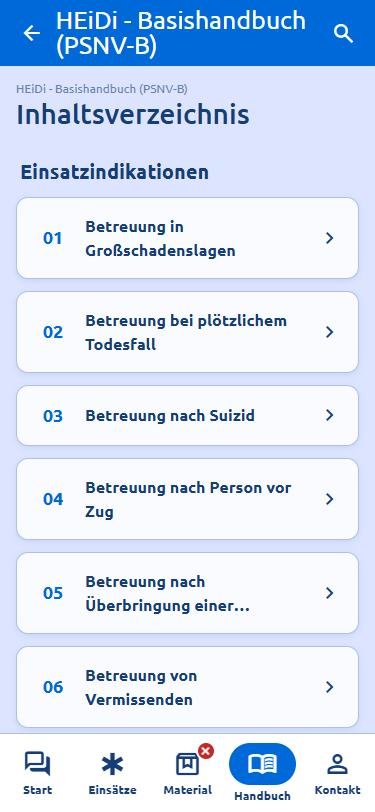 HEiDi - Basishandbuch
(PSNV-B)
HEiDi - Basishandbuch (PSNV-B)
Inhaltsverzeichnis
Einsatzindikationen
01 Betreuung in
Großschadenslagen
02 Betreuung bei plötzlichem
Todesfall
03 Betreuung nach Suizid
04 Betreuung nach Person vor
Zug
05 Betreuung nach
Überbringung einer...
06 Betreuung von
Vermissenden
Start Einsätze Material Handbuch Kontakt